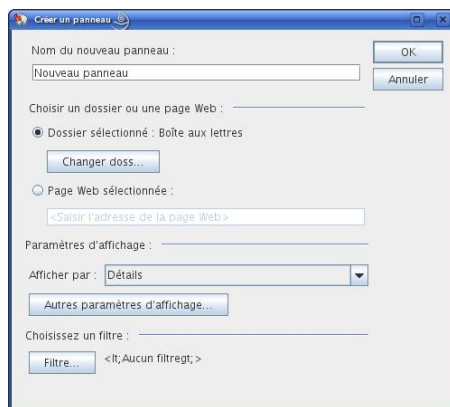 Créer un panneau
Nom du nouveau panneau :
OK
Nouveau panneau
Annuler
Choisir un dossier ou une page Web :
Dossier sélectionné : Boîte aux lettres
Changer doss...
Page Web sélectionnée :
<Saisir l'adresse de la page Web>
Paramètres d'affichage :
Afficher par : Détails
Autres paramètres d'affichage...
Choisissez un filtre :
Filtre... <lt;Aucun filtregt;>